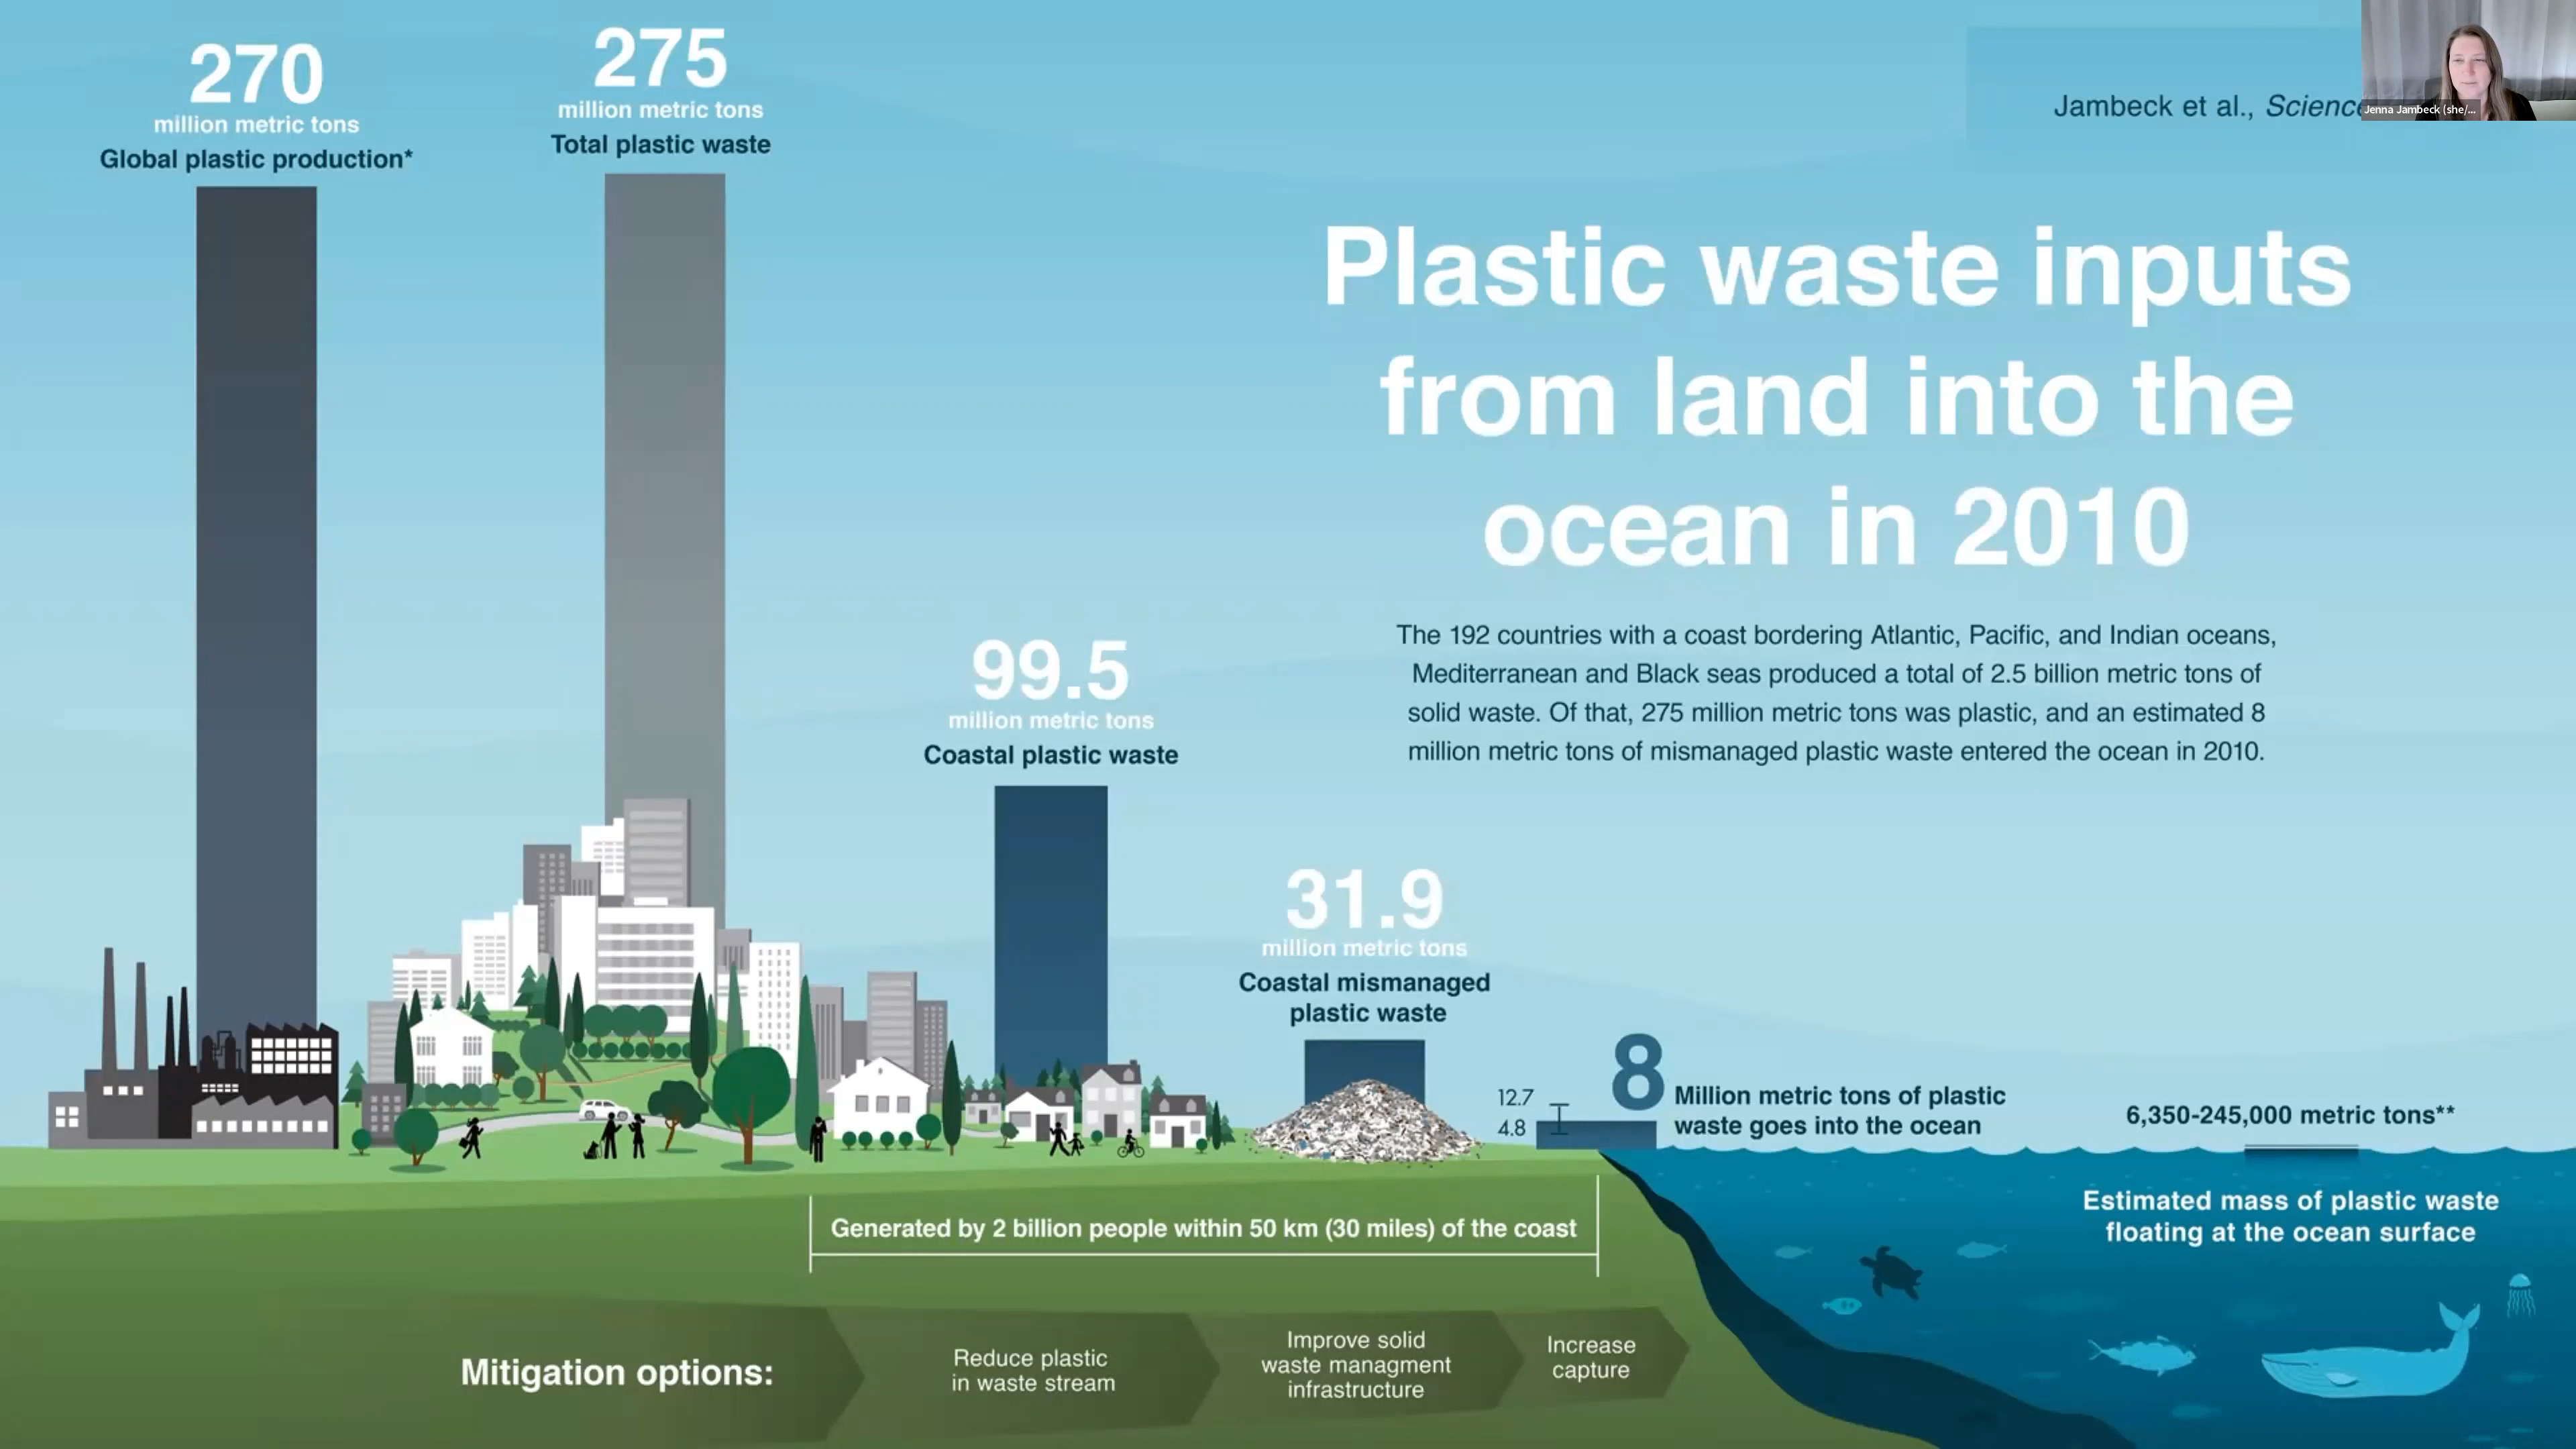 270
million metric tons
Global plastic production*
275
million metric tons
Total plastic waste
Jambeck et al., Science
Jenna Jambeck (she/...
Plastic waste inputs
from land into the
ocean in 2010
The 192 countries with a coast bordering Atlantic, Pacific, and Indian oceans,
Mediterranean and Black seas produced a total of 2.5 billion metric tons of
solid waste. Of that, 275 million metric tons was plastic, and an estimated 8
million metric tons of mismanaged plastic waste entered the ocean in 2010.
99.5
million metric tons
Coastal plastic waste
31.9
million metric tons
Coastal mismanaged
plastic waste
12.7
4.8
8
Million metric tons of plastic
waste goes into the ocean
6,350-245,000 metric tons**
Estimated mass of plastic waste
floating at the ocean surface
Generated by 2 billion people within 50 km (30 miles) of the coast
Mitigation options:
Reduce plastic
in waste stream
Improve solid
waste managment
infrastructure
Increase
capture